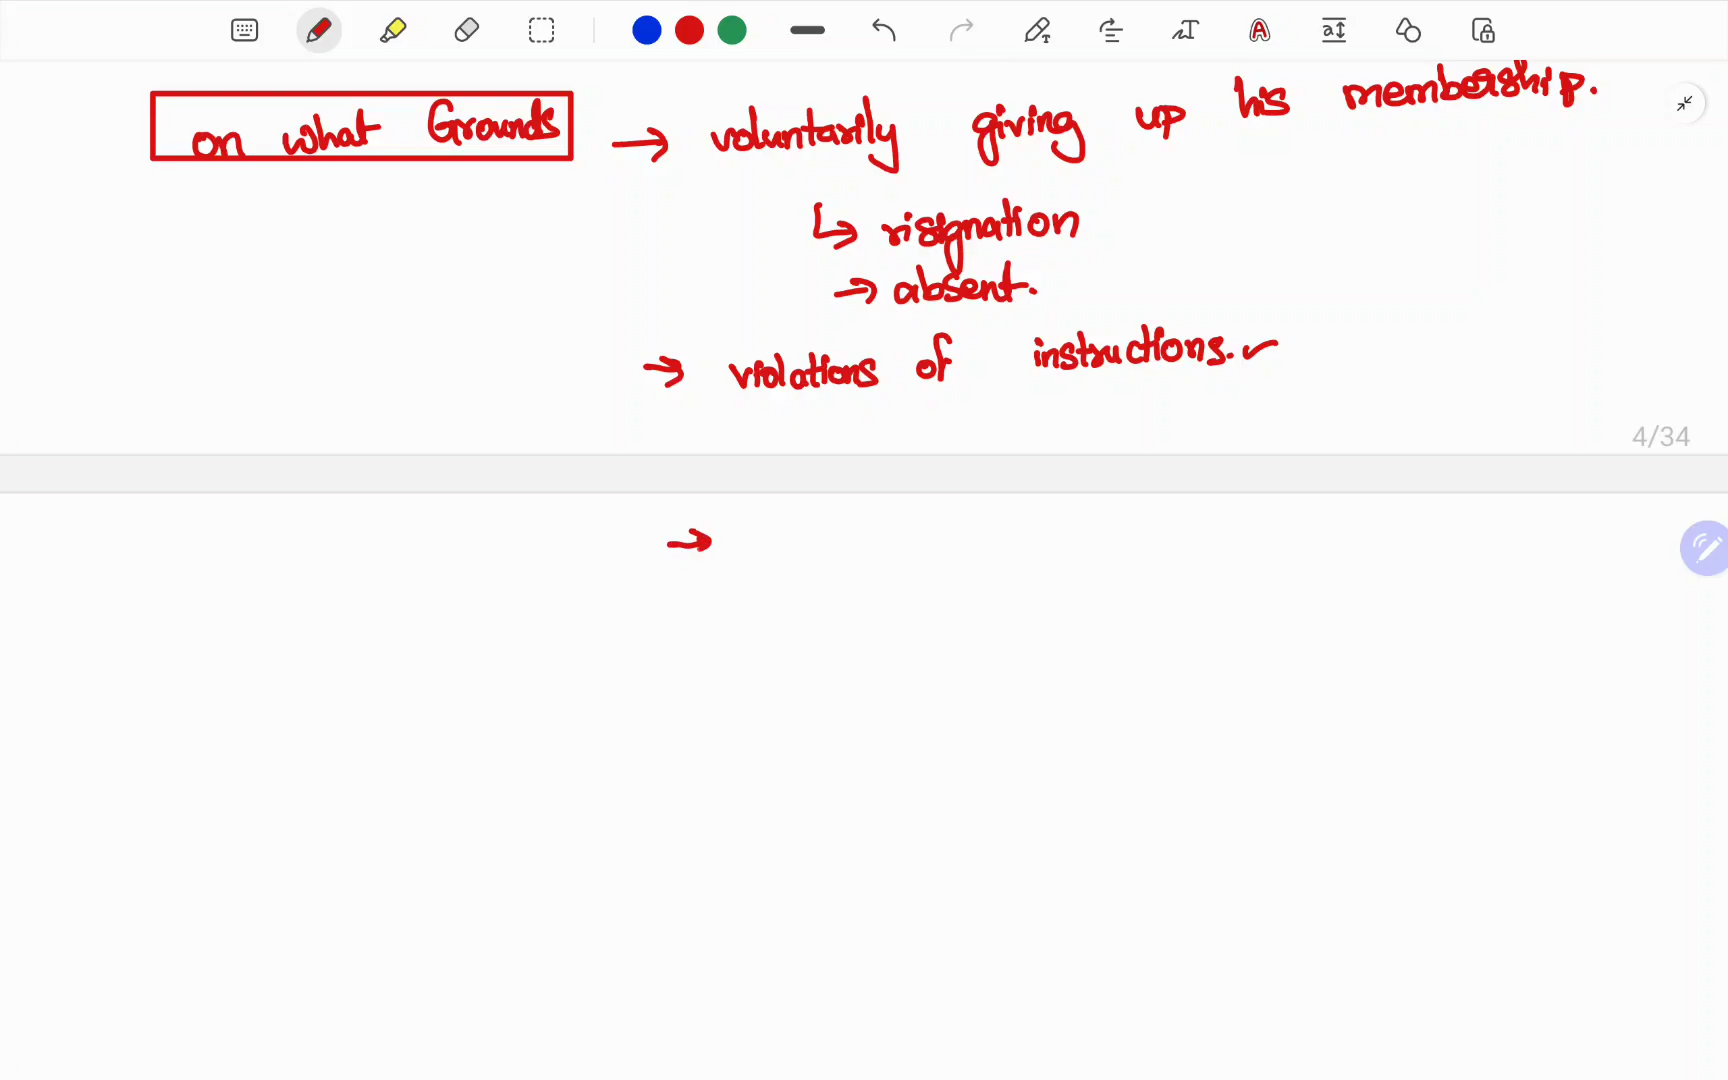 on what Grounds → voluntarily giving up his membership.
↳ risignation
→ absent.
→ violations of instructions. ✓
4/34
→